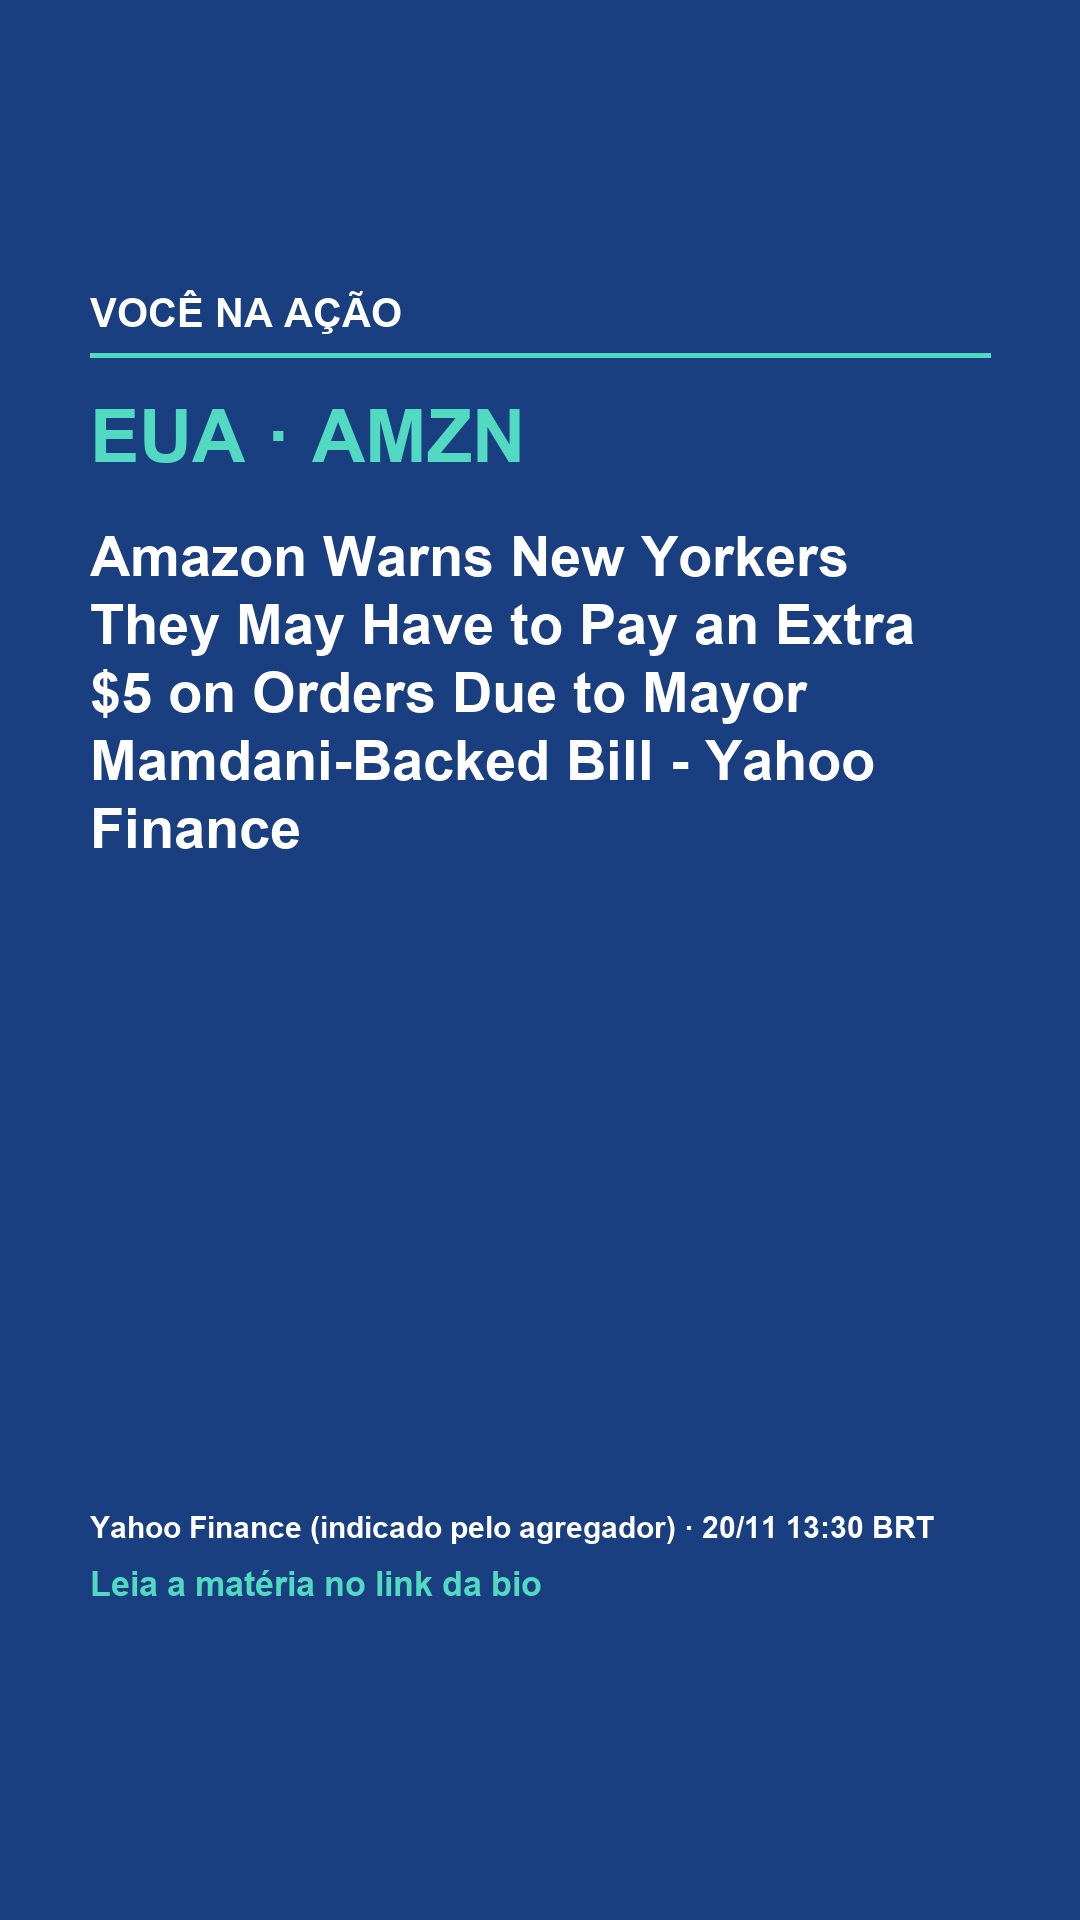 VOCÊ NA AÇÃO
EUA · AMZN
Amazon Warns New Yorkers
They May Have to Pay an Extra
$5 on Orders Due to Mayor
Mamdani-Backed Bill - Yahoo
Finance
Yahoo Finance (indicado pelo agregador) · 20/11 13:30 BRT
Leia a matéria no link da bio